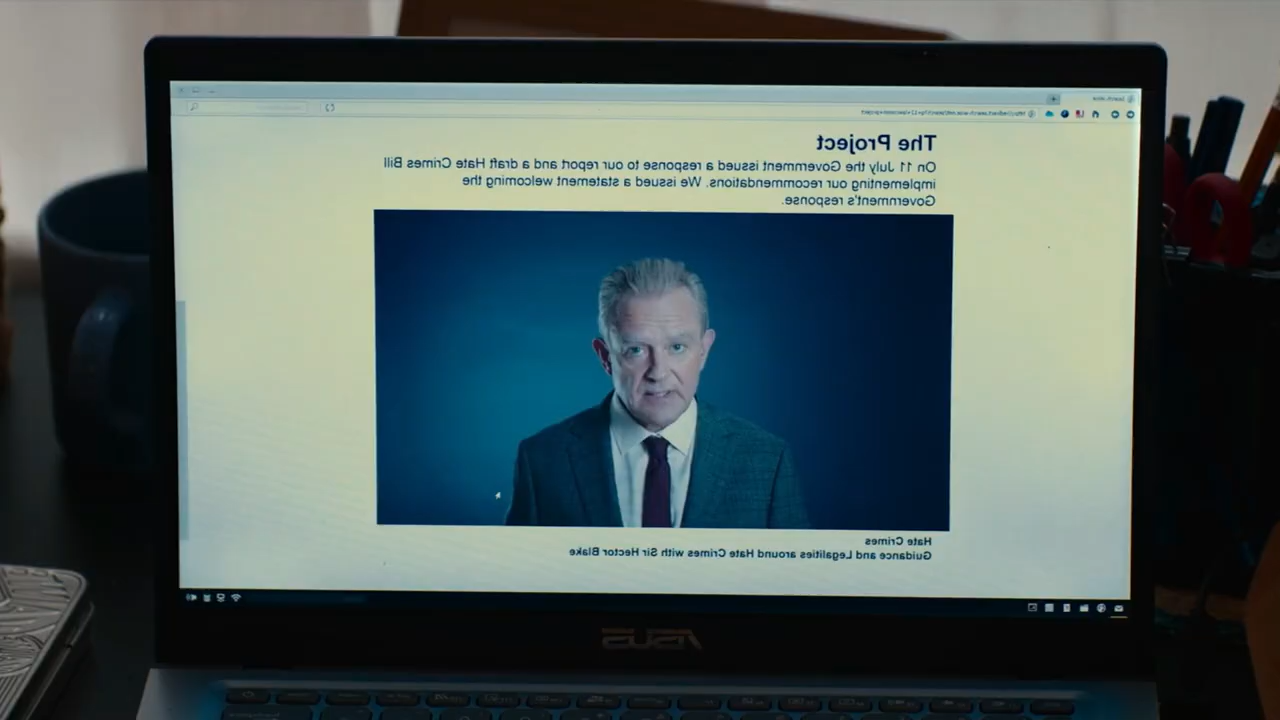 The Project
On 11 July the Government issued a response to our report and a draft Hate Crimes Bill
implementing our recommendations. We issued a statement welcoming the
Government's response.
Hate Crimes
Guidance and Legalities around Hate Crimes with Sir Hector Blake
ASUS